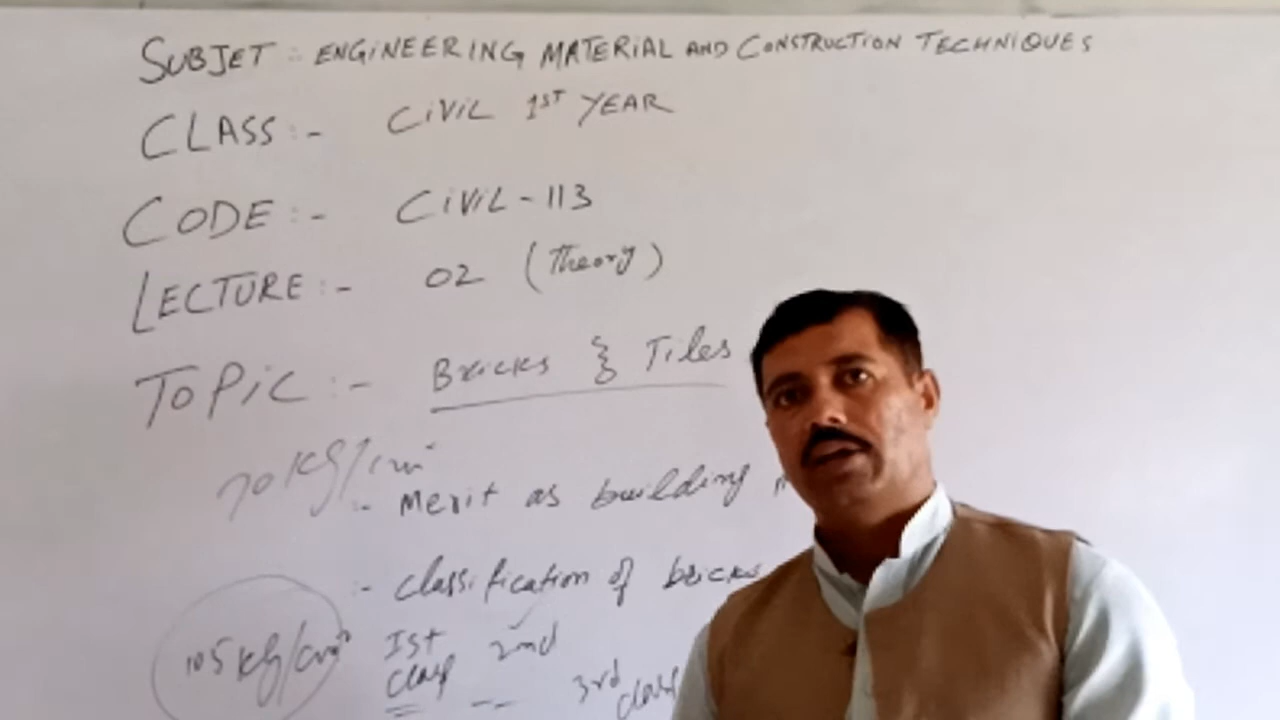 SUBJET :- ENGINEERING MATERIAL AND CONSTRUCTION TECHNIQUES
CLASS :- CIVIL 1ST YEAR
CODE :- CIVIL-113
LECTURE :- 02 (Theory)
TOPIC :- Bricks & Tiles
70 KG/cm²
:- Merit as building
:- classification of bricks
105 KG/cm² Ist 2nd
class -- 3rd class